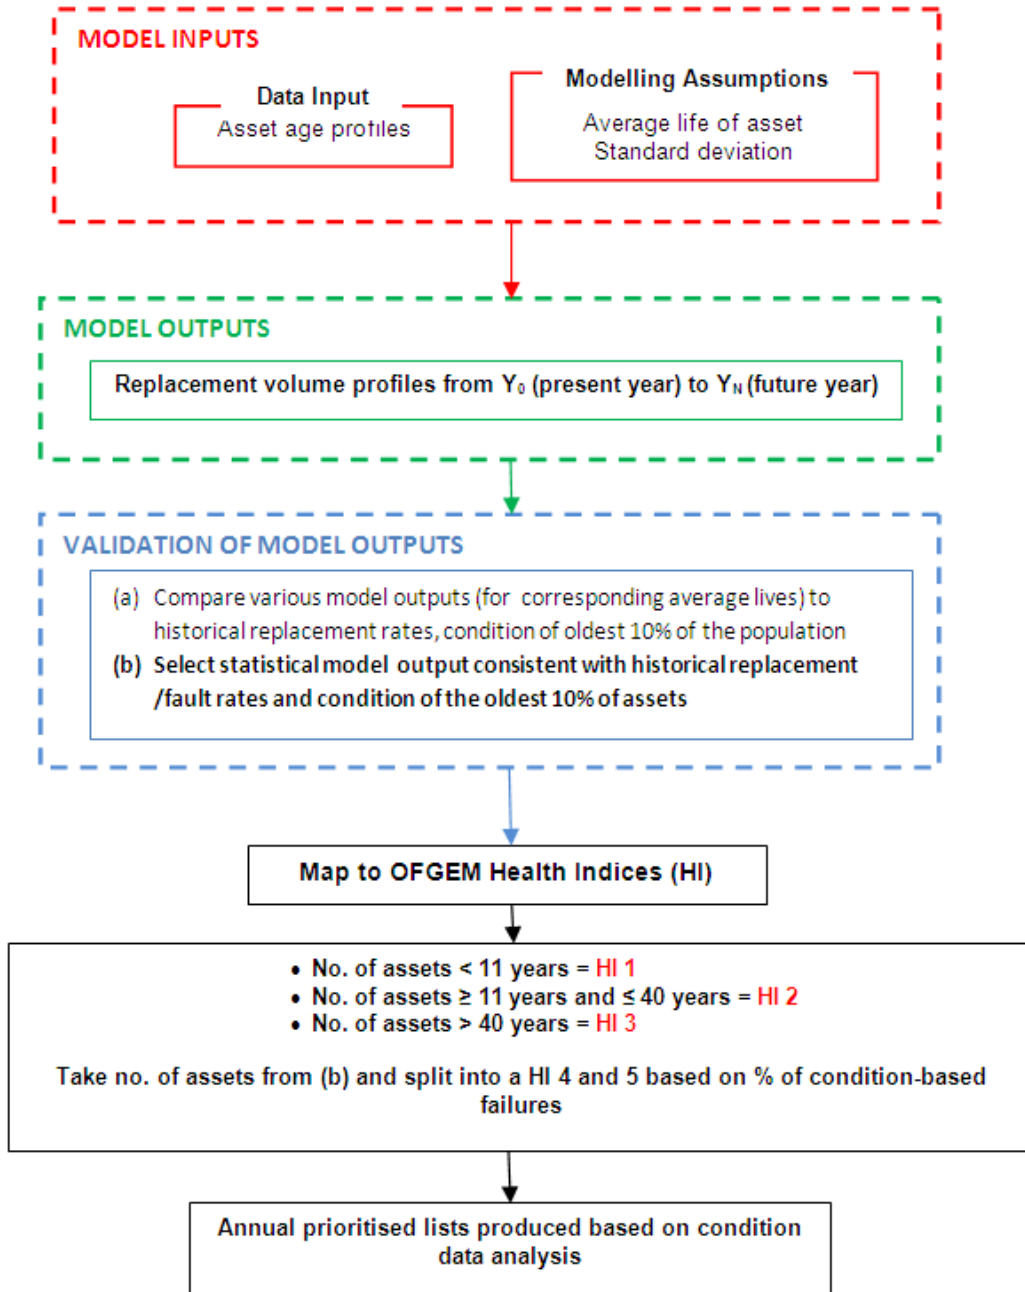 MODEL INPUTS
Data Input
Asset age profiles
Modelling Assumptions
Average life of asset
Standard deviation
MODEL OUTPUTS
Replacement volume profiles from Y₀ (present year) to Y_N (future year)
VALIDATION OF MODEL OUTPUTS
(a) Compare various model outputs (for corresponding average lives) to
historical replacement rates, condition of oldest 10% of the population
(b) Select statistical model output consistent with historical replacement
/fault rates and condition of the oldest 10% of assets
Map to OFGEM Health Indices (HI)
• No. of assets < 11 years = HI 1
• No. of assets ≥ 11 years and ≤ 40 years = HI 2
• No. of assets > 40 years = HI 3
Take no. of assets from (b) and split into a HI 4 and 5 based on % of condition-based
failures
Annual prioritised lists produced based on condition
data analysis